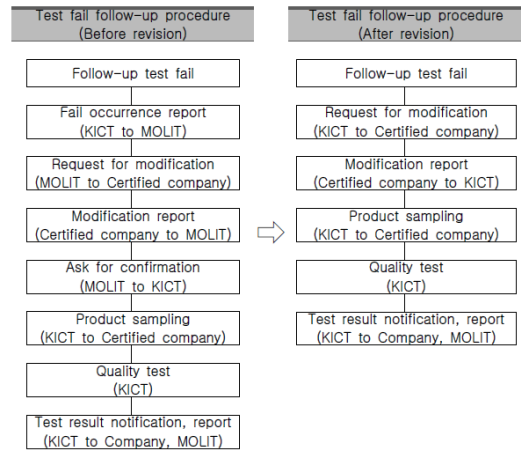 Test fail follow-up procedure
(Before revision)
Follow-up test fail
Fail occurrence report
(KICT to MOLIT)
Request for modification
(MOLIT to Certified company)
Modification report
(Certified company to MOLIT)
Ask for confirmation
(MOLIT to KICT)
Product sampling
(KICT to Certified company)
Quality test
(KICT)
Test result notification, report
(KICT to Company, MOLIT)
Test fail follow-up procedure
(After revision)
Follow-up test fail
Request for modification
(KICT to Certified company)
Modification report
(Certified company to KICT)
Product sampling
(KICT to Certified company)
Quality test
(KICT)
Test result notification, report
(KICT to Company, MOLIT)